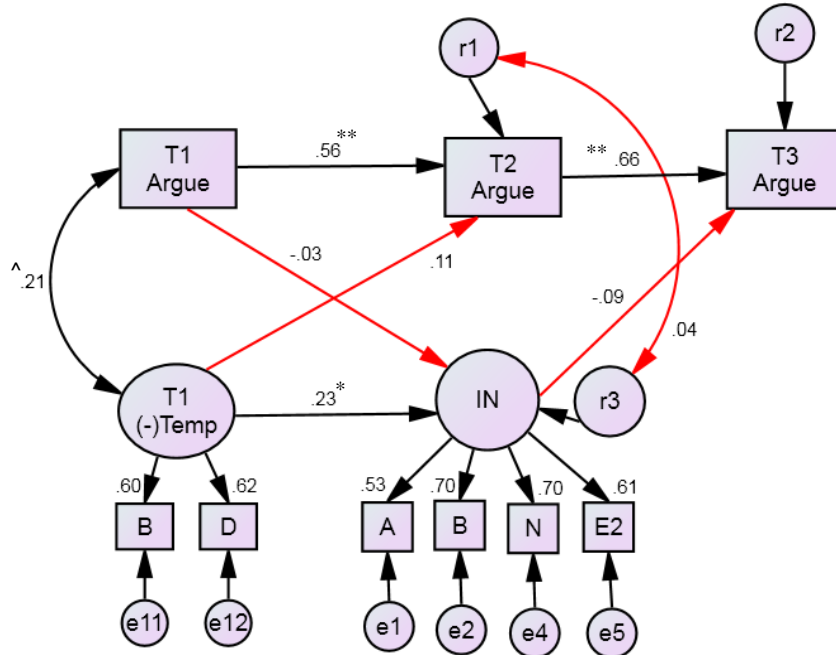 r1
r2
T1
Argue
.56
**
T2
Argue
**
.66
T3
Argue
^
.21
-.03
.11
-.09
.04
T1
(-)Temp
.23*
IN
r3
.60
.62
.53
.70
.70
.61
B
D
A
B
N
E2
e11
e12
e1
e2
e4
e5